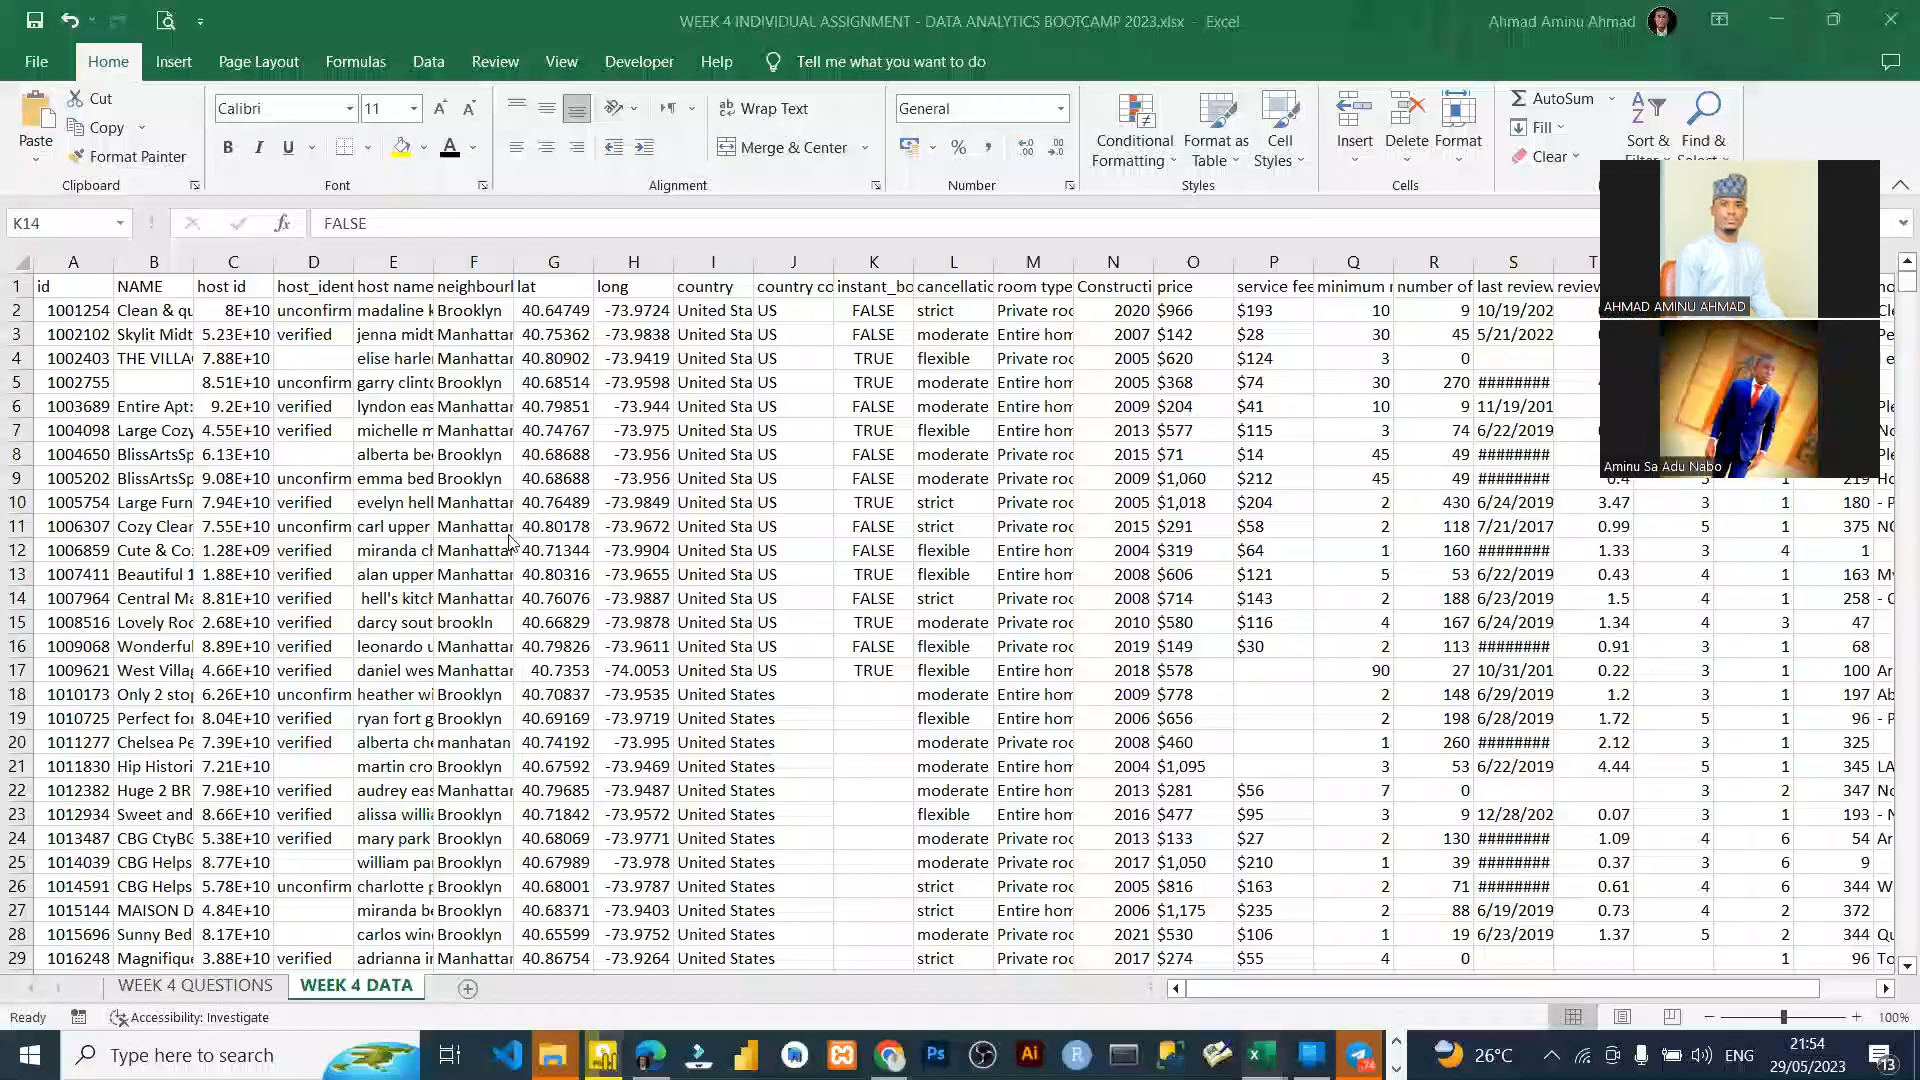 WEEK 4 INDIVIDUAL ASSIGNMENT - DATA ANALYTICS BOOTCAMP 2023.xlsx - Excel
Ahmad Aminu Ahmad
File Home Insert Page Layout Formulas Data Review View Developer Help Tell me what you want to do
Cut
Copy
Format Painter
Paste
Clipboard
Calibri 11
B I U
Font
Wrap Text
Merge & Center
Alignment
General
Number
Conditional Formatting
Format as Table
Cell Styles
Styles
Insert Delete Format
Cells
AutoSum
Fill
Clear
Sort &
Find &
K14 FALSE
AHMAD AMINU AHMAD
Aminu Sa Adu Nabo
A B C D E F G H I J K L M N O P Q R S T
1 id NAME host id host_ident host name neighbourl lat long country country co instant_bo cancellatio room type Constructi price service fee minimum r number of last review review
2 1001254 Clean & qu 8E+10 unconfirm madaline k Brooklyn 40.64749 -73.9724 United Sta US FALSE strict Private roo 2020 $966 $193 10 9 10/19/202
3 1002102 Skylit Midt 5.23E+10 verified jenna midt Manhattar 40.75362 -73.9838 United Sta US FALSE moderate Entire hom 2007 $142 $28 30 45 5/21/2022
4 1002403 THE VILLA 7.88E+10 elise harle Manhattar 40.80902 -73.9419 United Sta US TRUE flexible Private roo 2005 $620 $124 3 0
5 1002755 8.51E+10 unconfirm garry clinto Brooklyn 40.68514 -73.9598 United Sta US TRUE moderate Entire hom 2005 $368 $74 30 270 ########
6 1003689 Entire Apt: 9.2E+10 verified lyndon eas Manhattar 40.79851 -73.944 United Sta US FALSE moderate Entire hom 2009 $204 $41 10 9 11/19/201
7 1004098 Large Cozy 4.55E+10 verified michelle m Manhattar 40.74767 -73.975 United Sta US TRUE flexible Entire hom 2013 $577 $115 3 74 6/22/2019
8 1004650 BlissArtsSp 6.13E+10 alberta bec Brooklyn 40.68688 -73.956 United Sta US FALSE moderate Private roo 2015 $71 $14 45 49 ########
9 1005202 BlissArtsSp 9.08E+10 unconfirm emma bed Brooklyn 40.68688 -73.956 United Sta US FALSE moderate Private roo 2009 $1,060 $212 45 49 ########
10 1005754 Large Furn 7.94E+10 verified evelyn hell Manhattar 40.76489 -73.9849 United Sta US TRUE strict Private roo 2005 $1,018 $204 2 430 6/24/2019 3.47 3 1 180 - P
11 1006307 Cozy Clear 7.55E+10 unconfirm carl upper Manhattar 40.80178 -73.9672 United Sta US FALSE strict Private roo 2015 $291 $58 2 118 7/21/2017 0.99 5 1 375 NO
12 1006859 Cute & Co: 1.28E+09 verified miranda ch Manhattar 40.71344 -73.9904 United Sta US FALSE flexible Entire hom 2004 $319 $64 1 160 ######## 1.33 3 4 1
13 1007411 Beautiful 1 1.88E+10 verified alan upper Manhattar 40.80316 -73.9655 United Sta US TRUE flexible Entire hom 2008 $606 $121 5 53 6/22/2019 0.43 4 1 163 My
14 1007964 Central Ma 8.81E+10 verified hell's kitch Manhattar 40.76076 -73.9887 United Sta US FALSE strict Private roo 2008 $714 $143 2 188 6/23/2019 1.5 4 1 258 - C
15 1008516 Lovely Roo 2.68E+10 verified darcy sout brookln 40.66829 -73.9878 United Sta US TRUE moderate Private roo 2010 $580 $116 4 167 6/24/2019 1.34 4 3 47
16 1009068 Wonderful 8.89E+10 verified leonardo u Manhattar 40.79826 -73.9611 United Sta US FALSE flexible Private roo 2019 $149 $30 2 113 ######## 0.91 3 1 68
17 1009621 West Villag 4.66E+10 verified daniel wes Manhattar 40.7353 -74.0053 United Sta US TRUE flexible Entire hom 2018 $578 90 27 10/31/201 0.22 3 1 100 Ar
18 1010173 Only 2 stop 6.26E+10 unconfirm heather wi Brooklyn 40.70837 -73.9535 United States moderate Entire hom 2009 $778 2 148 6/29/2019 1.2 3 1 197 Ab
19 1010725 Perfect for 8.04E+10 verified ryan fort g Brooklyn 40.69169 -73.9719 United States flexible Entire hom 2006 $656 2 198 6/28/2019 1.72 5 1 96 - P
20 1011277 Chelsea Pe 7.39E+10 verified alberta che manhatan 40.74192 -73.995 United States moderate Private roo 2008 $460 1 260 ######## 2.12 3 1 325
21 1011830 Hip Histori 7.21E+10 martin cro Brooklyn 40.67592 -73.9469 United States moderate Entire hom 2004 $1,095 3 53 6/22/2019 4.44 5 1 345 LA
22 1012382 Huge 2 BR 7.98E+10 verified audrey eas Manhattar 40.79685 -73.9487 United States moderate Entire hom 2013 $281 $56 7 0 3 2 347 No
23 1012934 Sweet and 8.66E+10 verified alissa willia Brooklyn 40.71842 -73.9572 United States flexible Entire hom 2016 $477 $95 3 9 12/28/202 0.07 3 1 193 - N
24 1013487 CBG CtyBG 5.38E+10 verified mary park Brooklyn 40.68069 -73.9771 United States moderate Private roo 2013 $133 $27 2 130 ######## 1.09 4 6 54 Ar
25 1014039 CBG Helps 8.77E+10 william pa Brooklyn 40.67989 -73.978 United States moderate Private roo 2017 $1,050 $210 1 39 ######## 0.37 3 6 9
26 1014591 CBG Helps 5.78E+10 unconfirm charlotte p Brooklyn 40.68001 -73.9787 United States strict Private roo 2005 $816 $163 2 71 ######## 0.61 4 6 344 W
27 1015144 MAISON D 4.84E+10 miranda be Brooklyn 40.68371 -73.9403 United States strict Entire hom 2006 $1,175 $235 2 88 6/19/2019 0.73 4 2 372
28 1015696 Sunny Bed 8.17E+10 carlos wind Brooklyn 40.65599 -73.9752 United States moderate Private roo 2021 $530 $106 1 19 6/23/2019 1.37 5 2 344 Qu
29 1016248 Magnifique 3.88E+10 verified adrianna ir Manhattar 40.86754 -73.9264 United States strict Private roo 2017 $274 $55 4 0 1 96 To
WEEK 4 QUESTIONS WEEK 4 DATA
Ready Accessibility: Investigate 100%
Type here to search 26°C ENG 21:54
29/05/2023 13